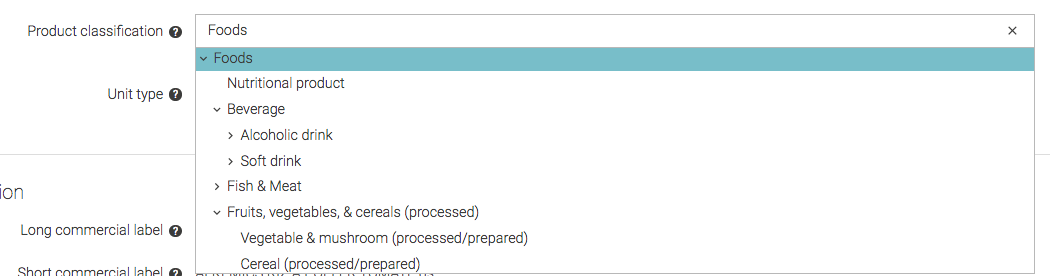 Product classification ?
Foods ×
Foods
Nutritional product
Unit type ?
Beverage
Alcoholic drink
Soft drink
Fish & Meat
ion
Fruits, vegetables, & cereals (processed)
Long commercial label ?
Vegetable & mushroom (processed/prepared)
Cereal (processed/prepared)
Short commercial label ?